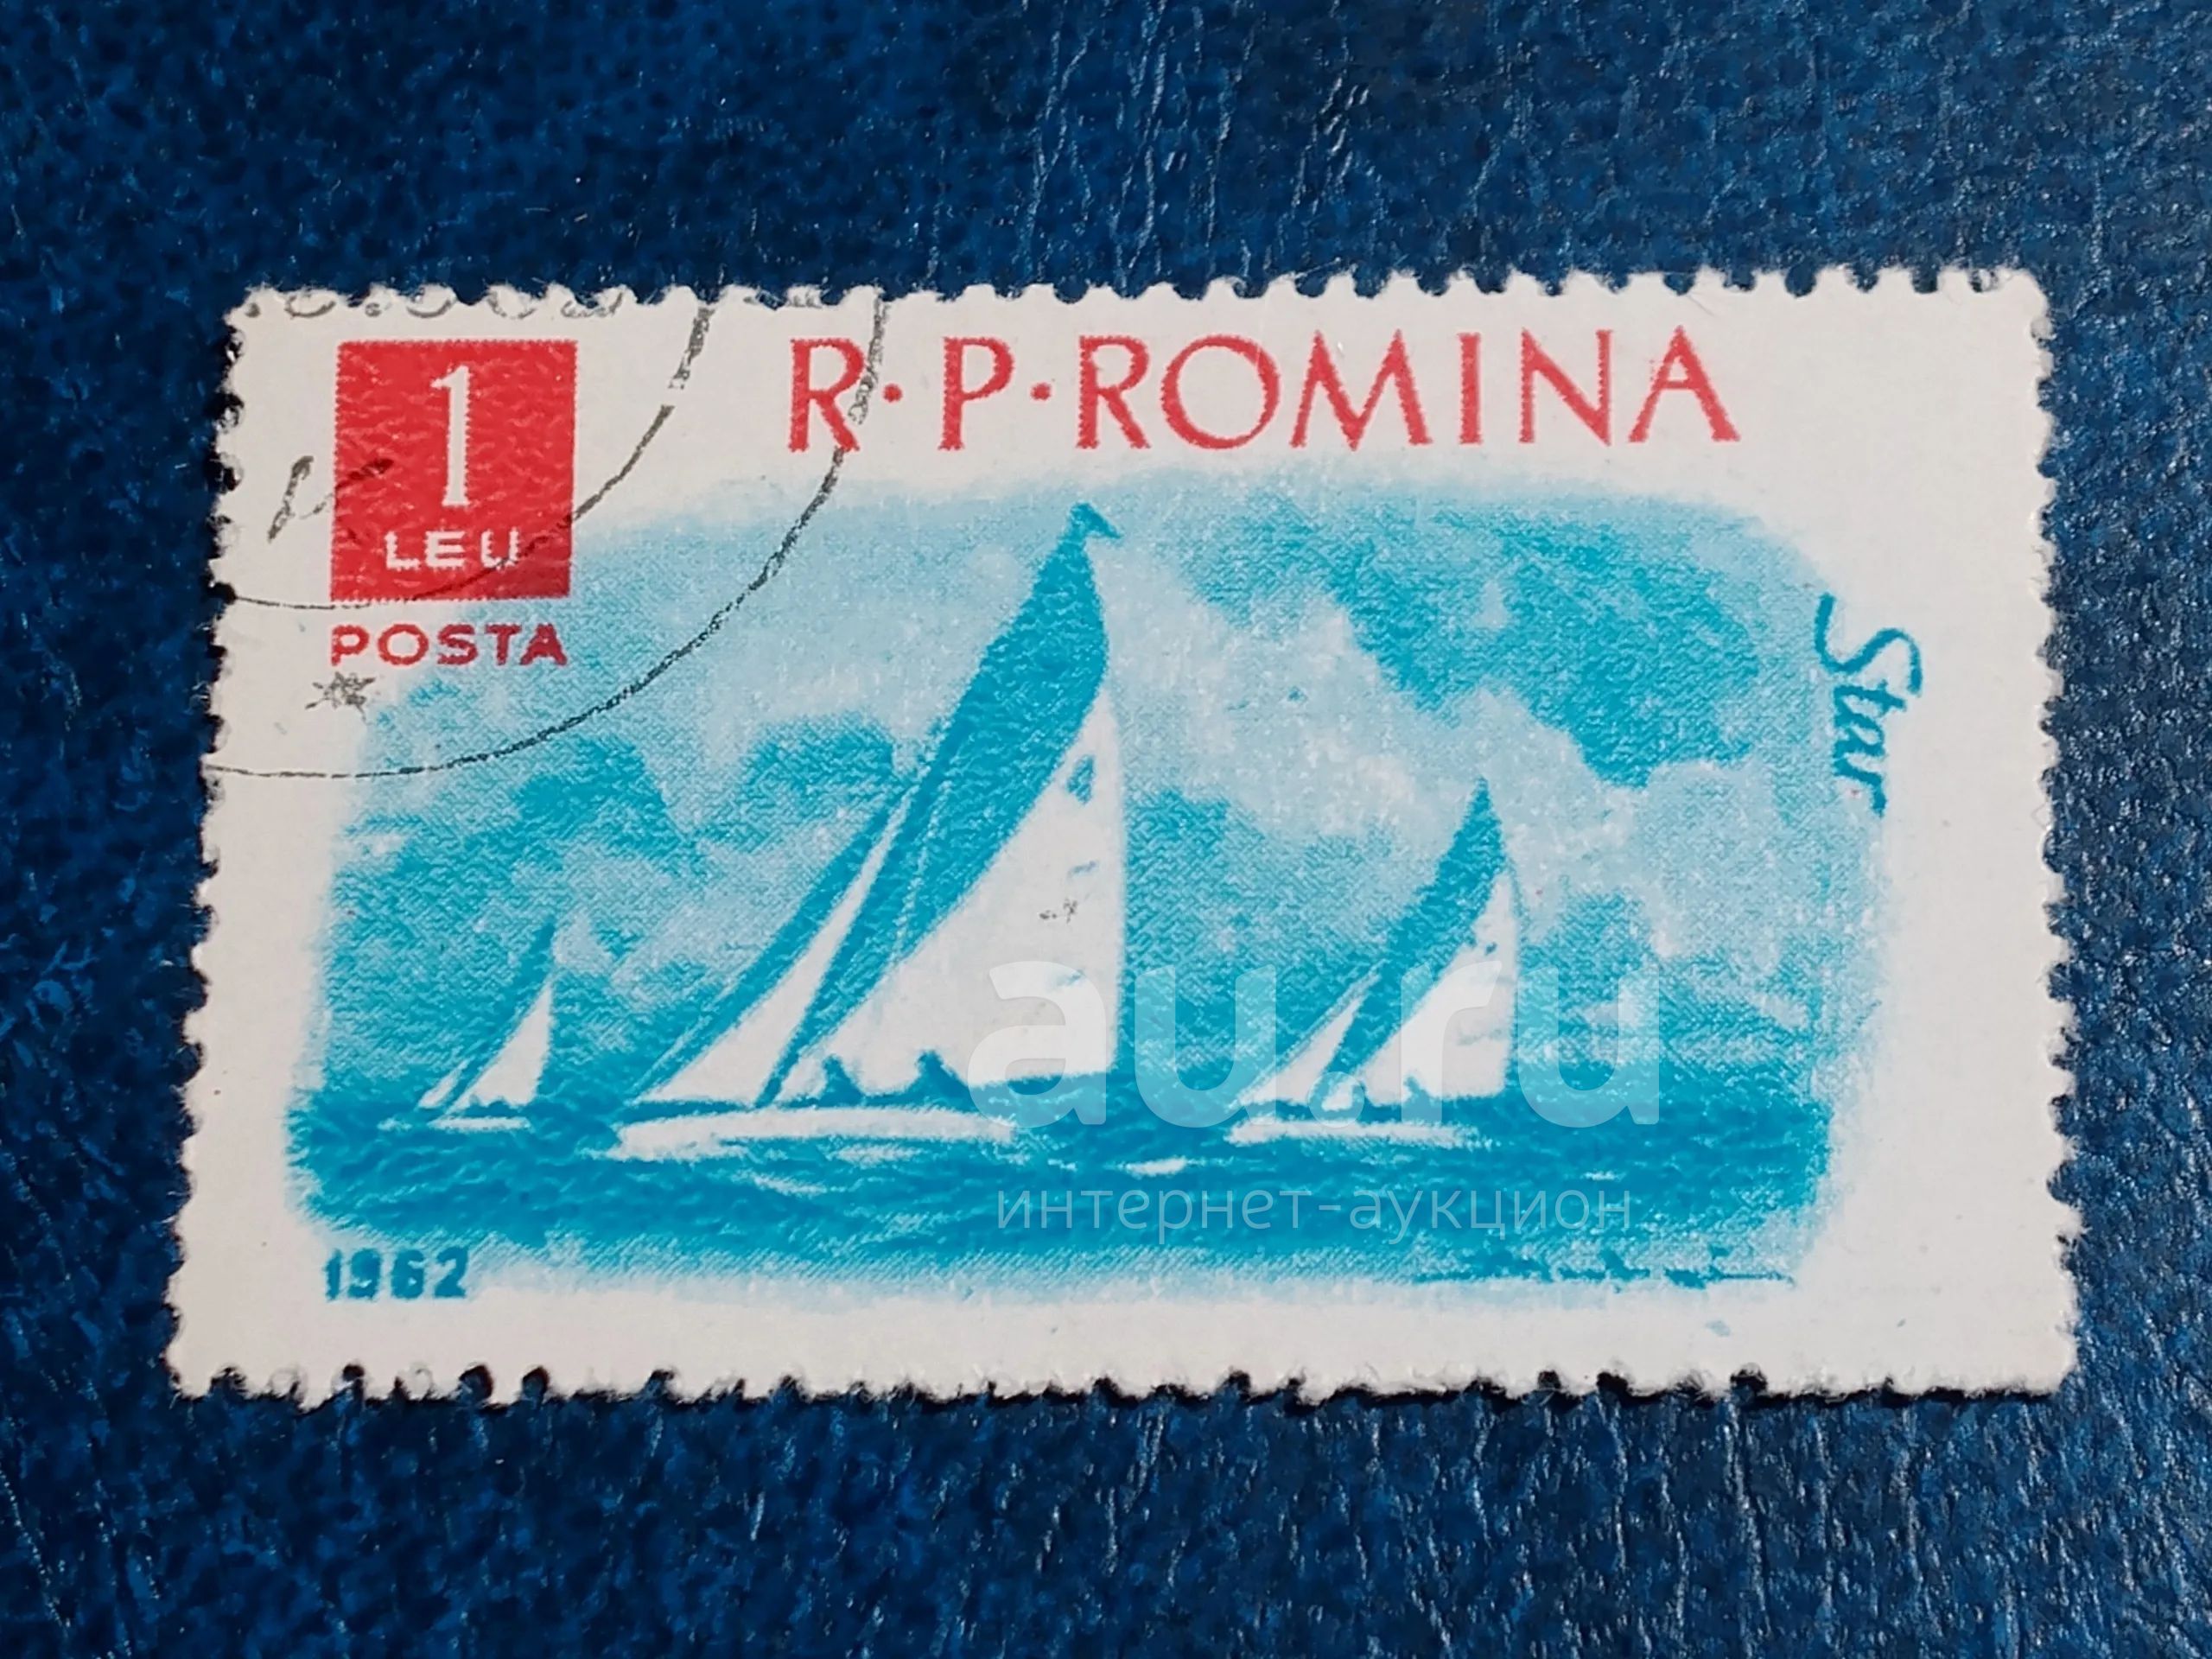 1
LEU
POSTA
R·P·ROMINA
Star
au.ru
интернет-аукцион
1962